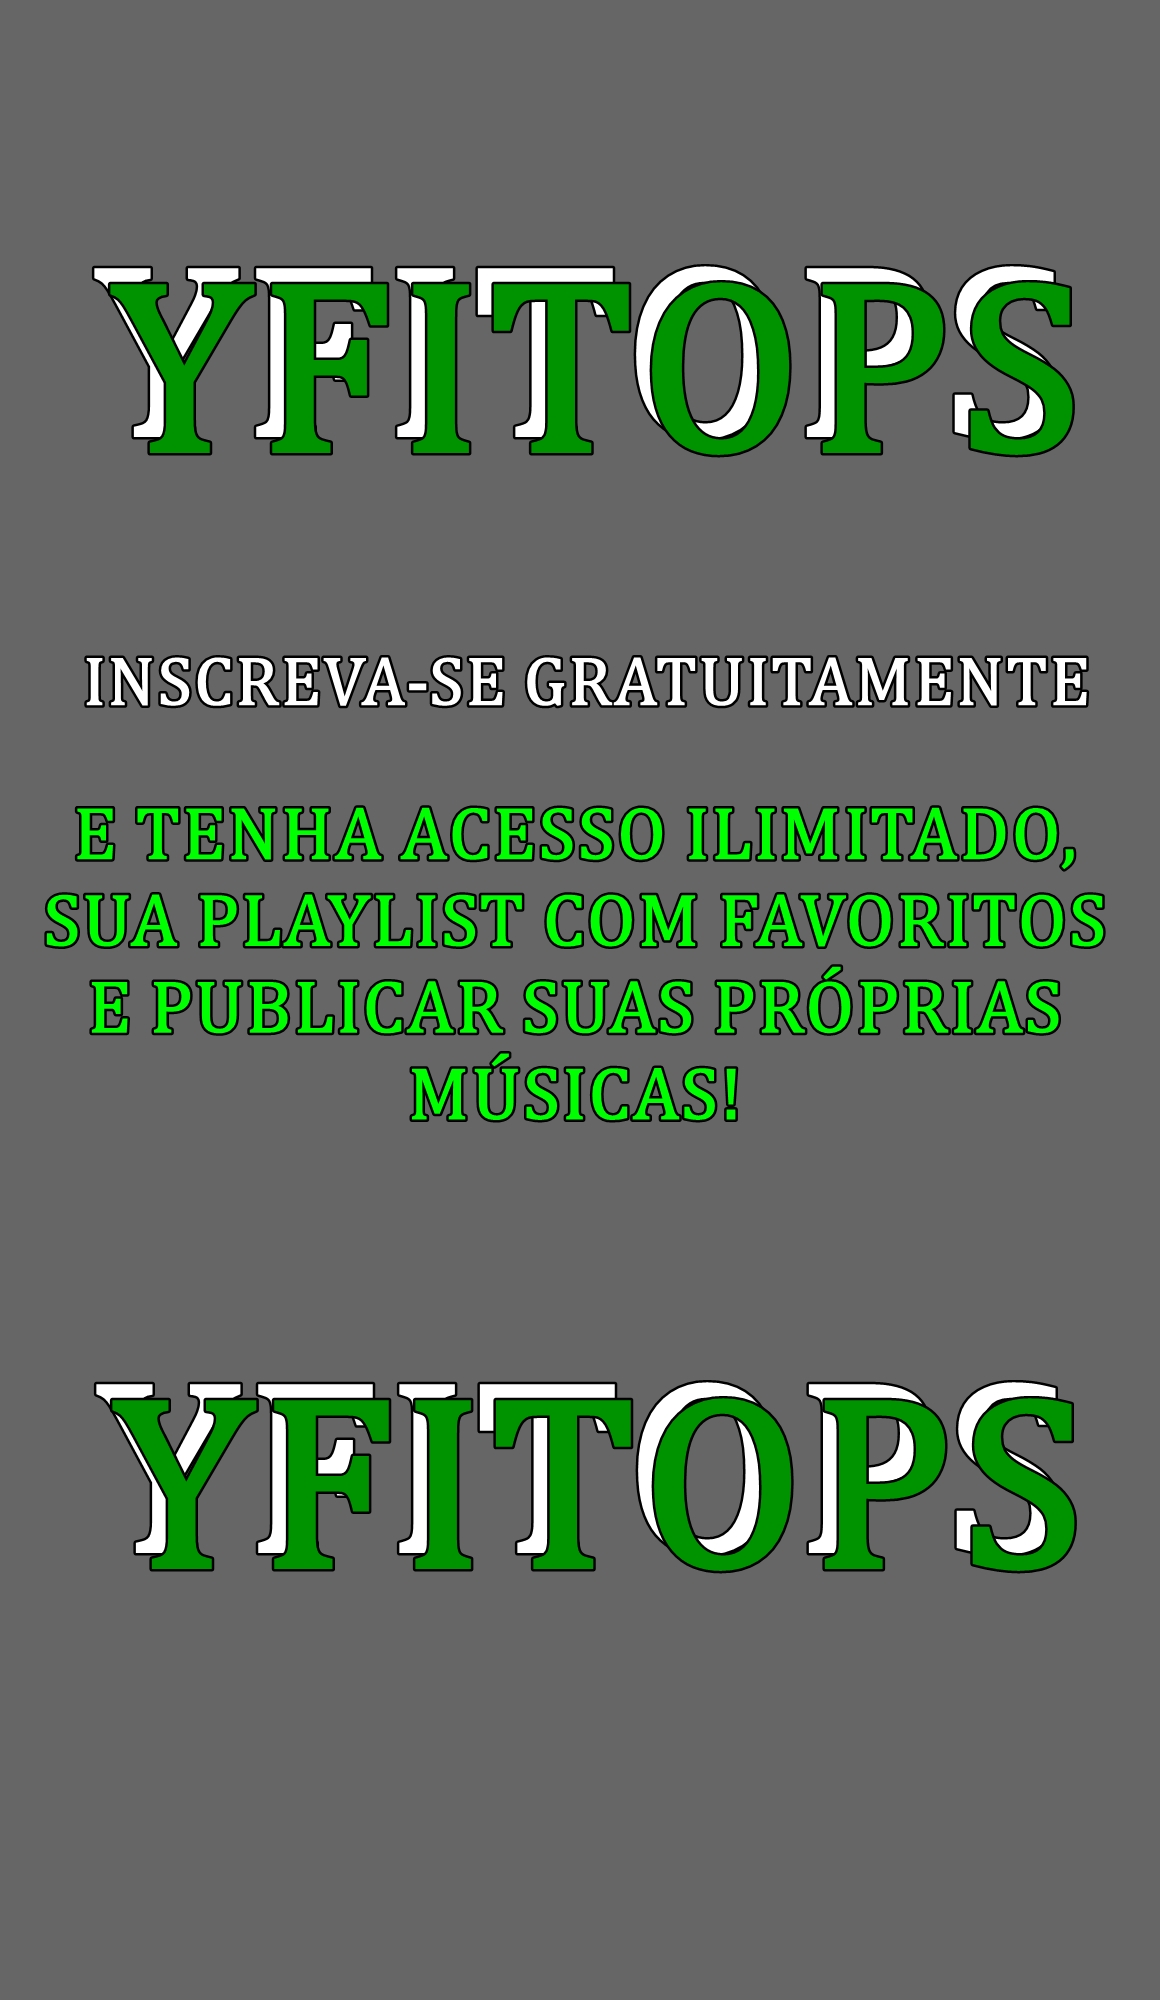 YFITOPS
INSCREVA-SE GRATUITAMENTE
E TENHA ACESSO ILIMITADO,
SUA PLAYLIST COM FAVORITOS
E PUBLICAR SUAS PRÓPRIAS
MÚSICAS!
YFITOPS